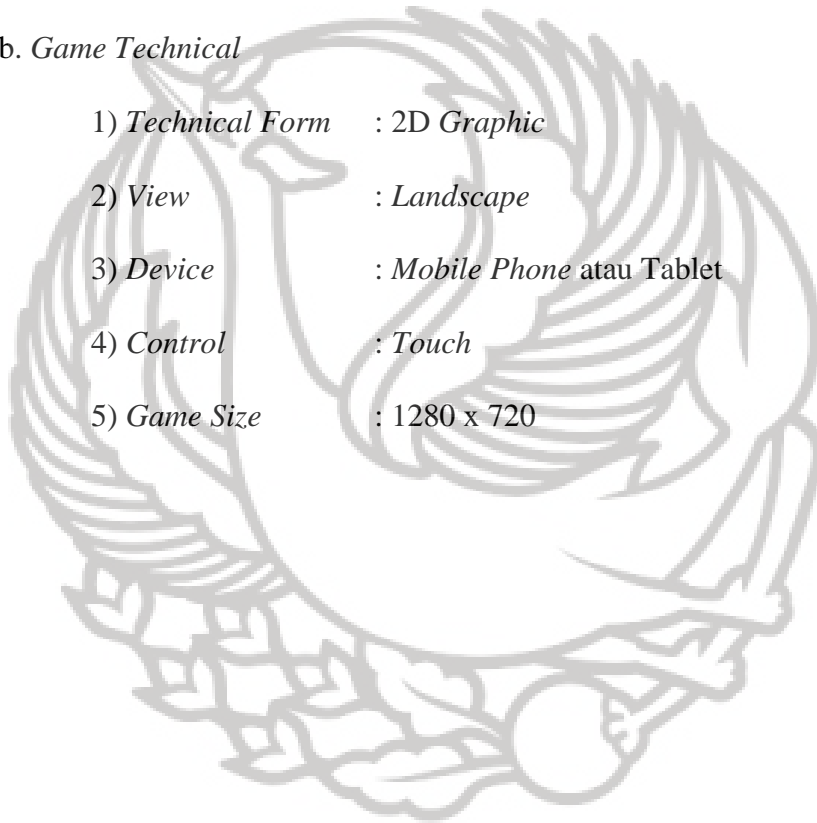 b. Game Technical
1) Technical Form : 2D Graphic
2) View : Landscape
3) Device : Mobile Phone atau Tablet
4) Control : Touch
5) Game Size : 1280 x 720